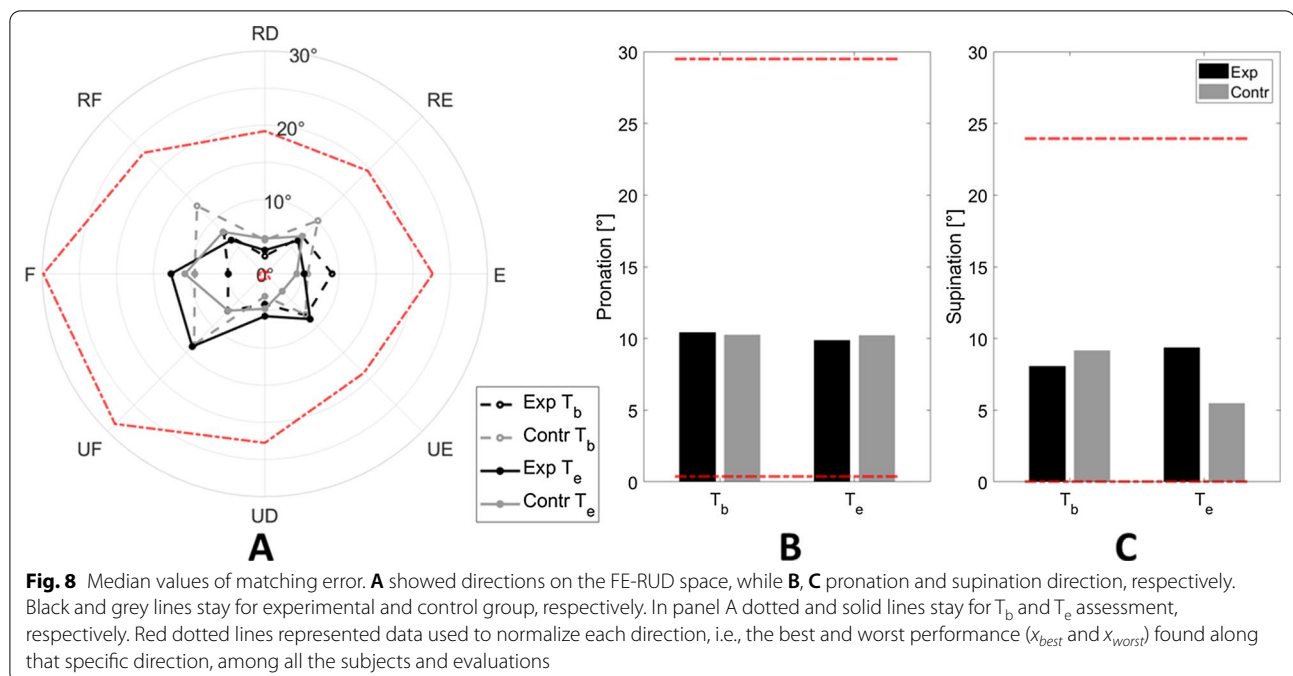 RD
30°
RF
RE
20°
10°
F
0°
E
UF
UE
UD
Exp T_b
Contr T_b
Exp T_e
Contr T_e
A
30
25
20
15
10
5
0
Pronation [°]
T_b
T_e
B
30
25
20
15
10
5
0
Supination [°]
Exp
Contr
T_b
T_e
C
Fig. 8 Median values of matching error. A showed directions on the FE-RUD space, while B, C pronation and supination direction, respectively.
Black and grey lines stay for experimental and control group, respectively. In panel A dotted and solid lines stay for T_b and T_e assessment,
respectively. Red dotted lines represented data used to normalize each direction, i.e., the best and worst performance (x_best and x_worst) found along
that specific direction, among all the subjects and evaluations